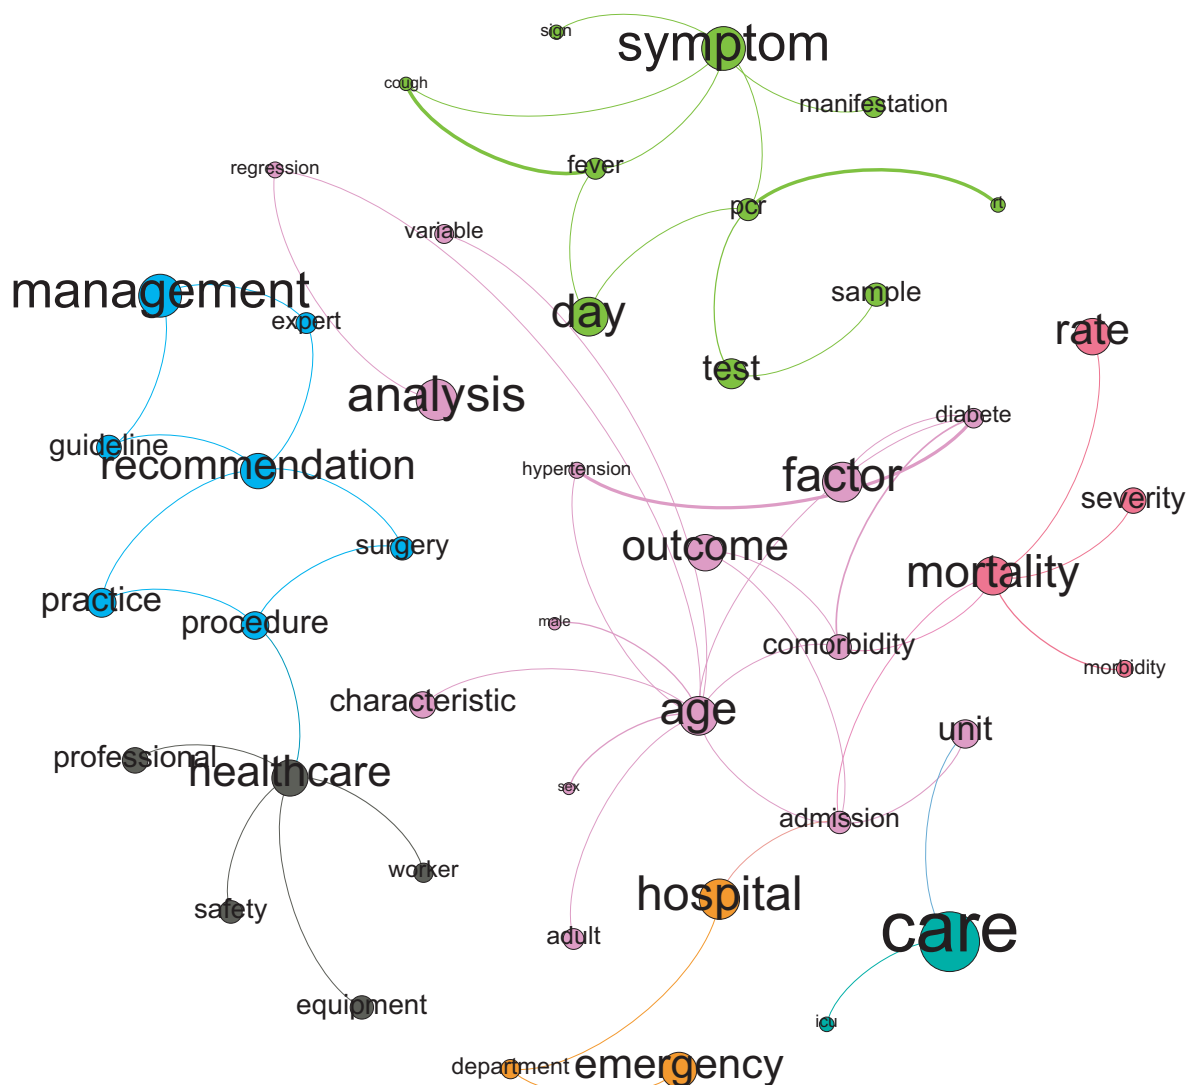 sign
symptom
cough
manifestation
fever
regression
pcr
rt
variable
management
expert
day
sample
rate
test
analysis
diabete
guideline
recommendation
hypertension
factor
severity
surgery
outcome
mortality
practice
procedure
male
comorbidity
morbidity
characteristic
age
unit
professional
healthcare
sex
admission
worker
hospital
safety
adult
care
equipment
icu
department
emergency